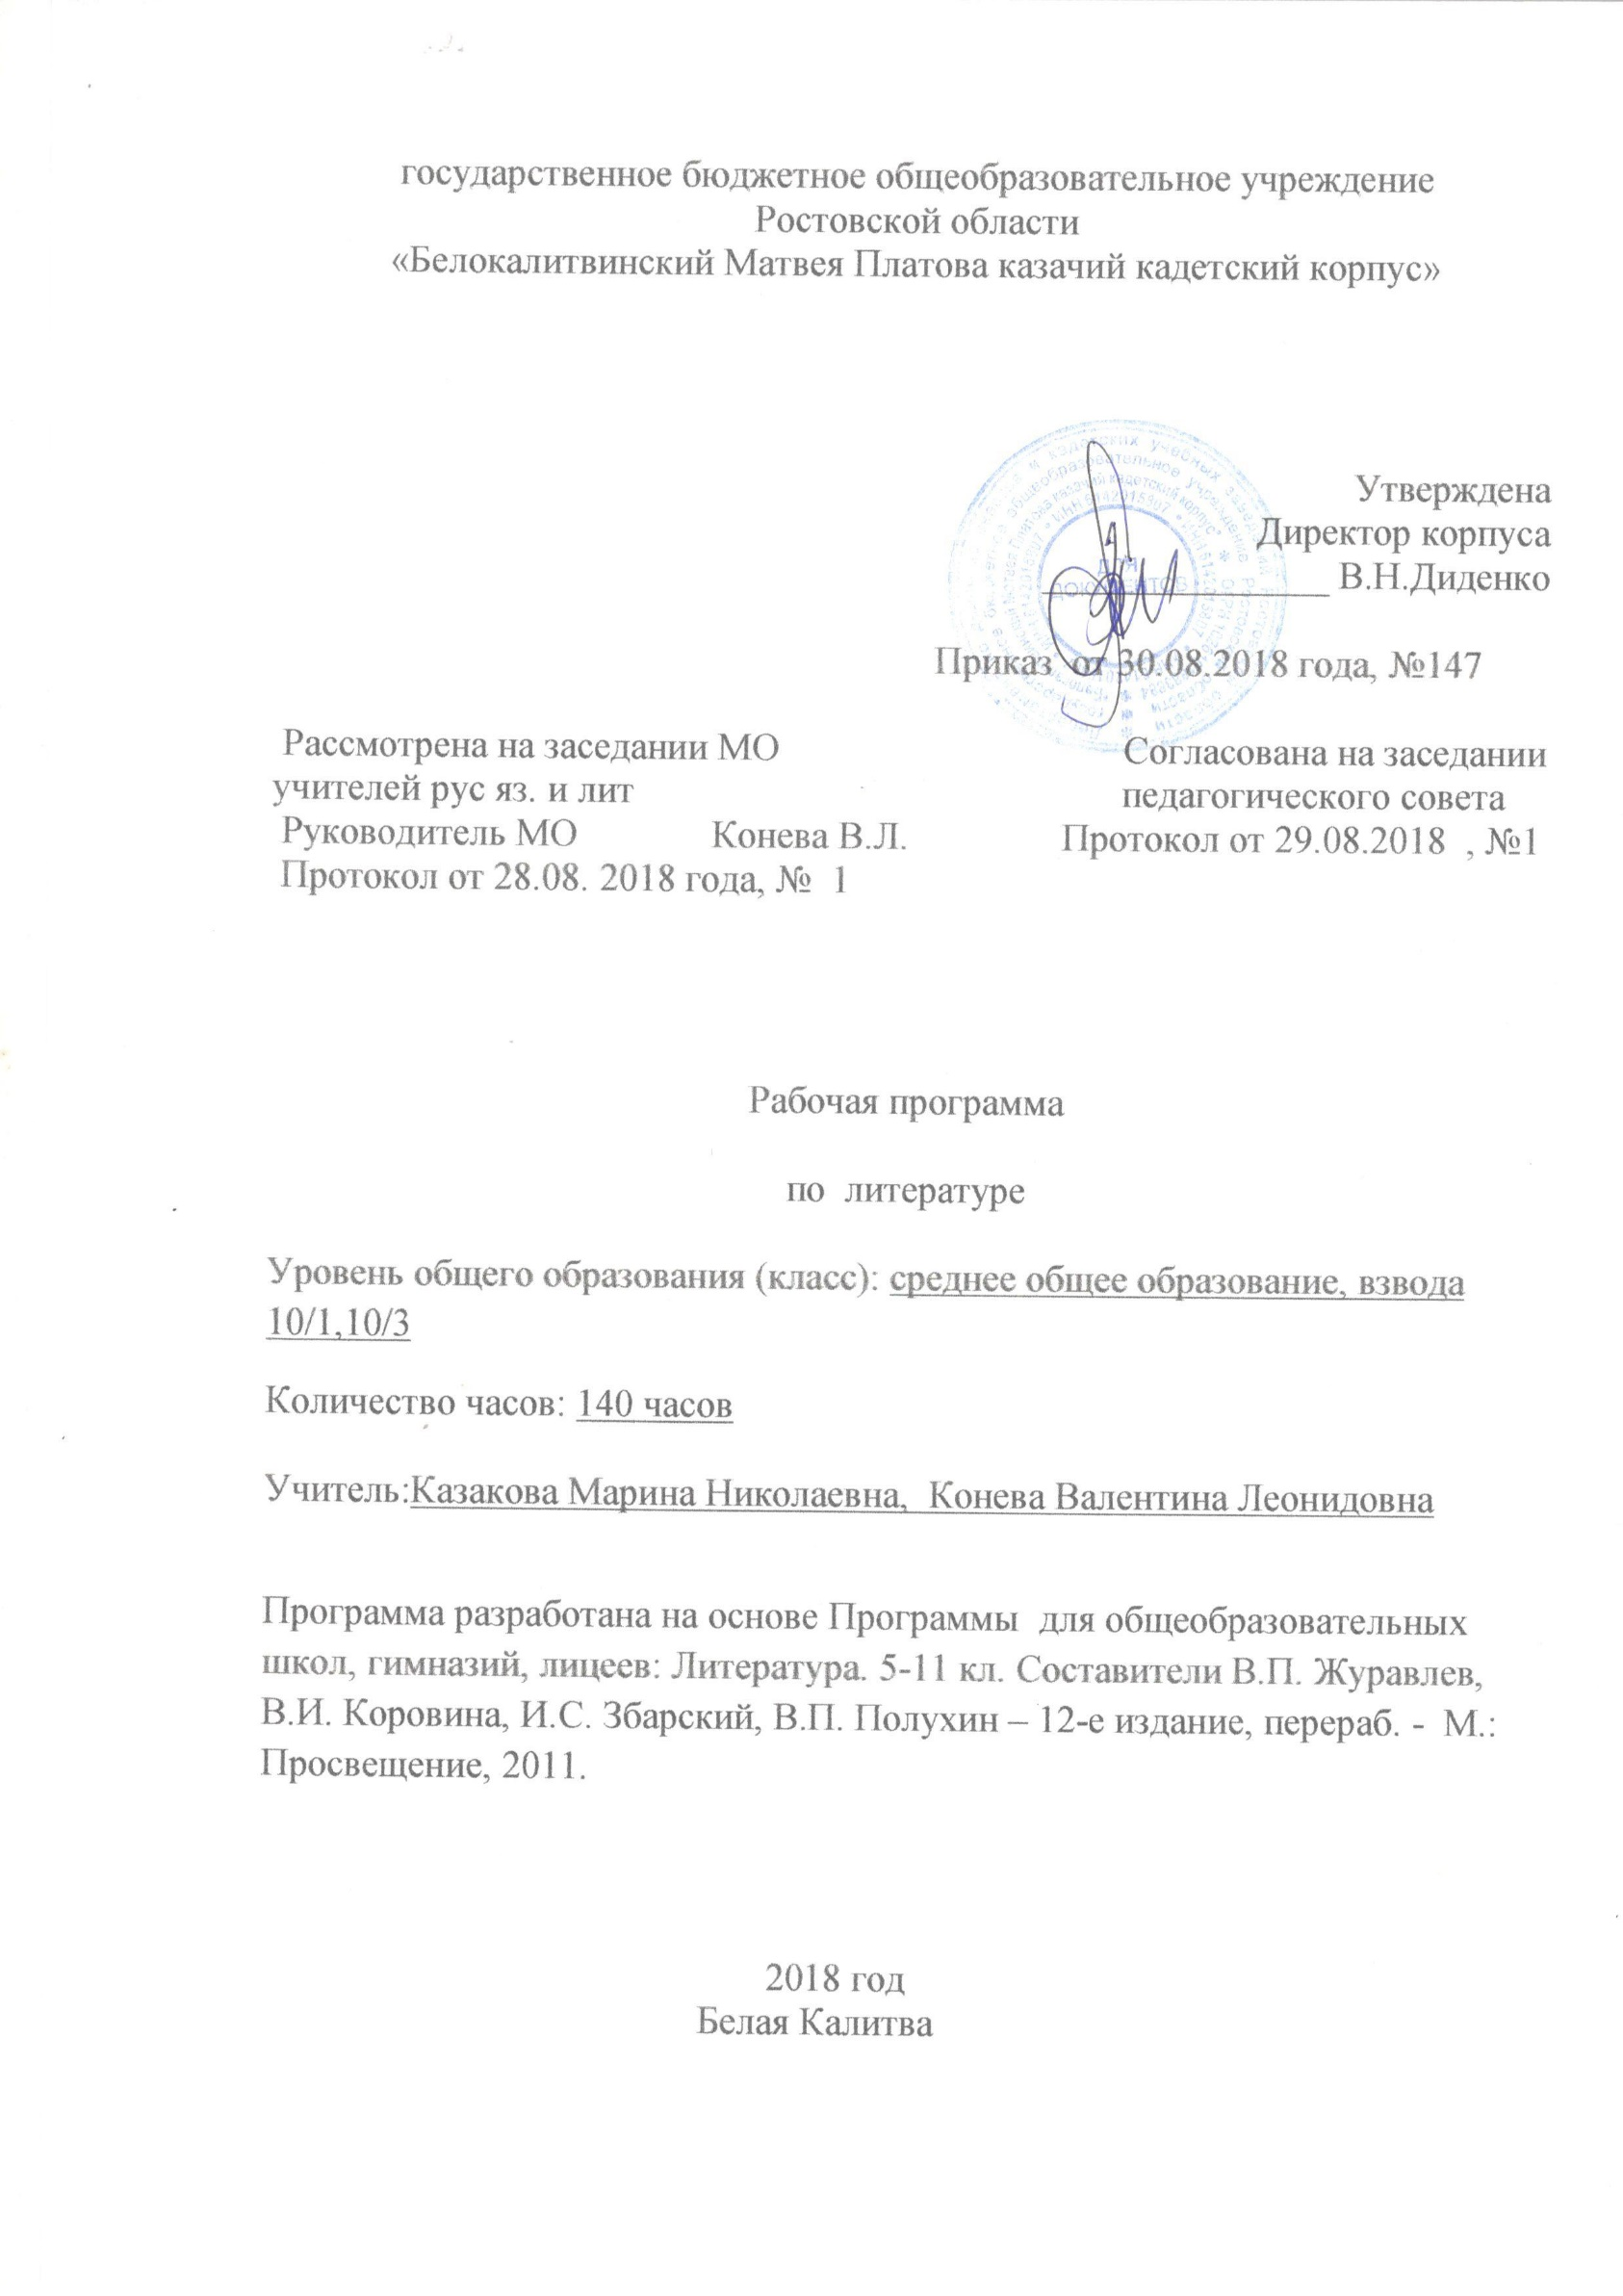 государственное бюджетное общеобразовательное учреждение
Ростовской области
«Белокалитвинский Матвея Платова казачий кадетский корпус»
Утверждена
Директор корпуса
В.Н.Диденко
ДЛЯ
ДОКУМЕНТОВ
Приказ от 30.08.2018 года, №147
Рассмотрена на заседании МО
учителей рус яз. и лит
Руководитель МО Конева В.Л.
Протокол от 28.08. 2018 года, № 1
Согласована на заседании
педагогического совета
Протокол от 29.08.2018 , №1
Рабочая программа
по литературе
Уровень общего образования (класс): среднее общее образование, взвода
10/1,10/3
Количество часов: 140 часов
Учитель:Казакова Марина Николаевна, Конева Валентина Леонидовна
Программа разработана на основе Программы для общеобразовательных
школ, гимназий, лицеев: Литература. 5-11 кл. Составители В.П. Журавлев,
В.И. Коровина, И.С. Збарский, В.П. Полухин – 12-е издание, перераб. - М.:
Просвещение, 2011.
2018 год
Белая Калитва